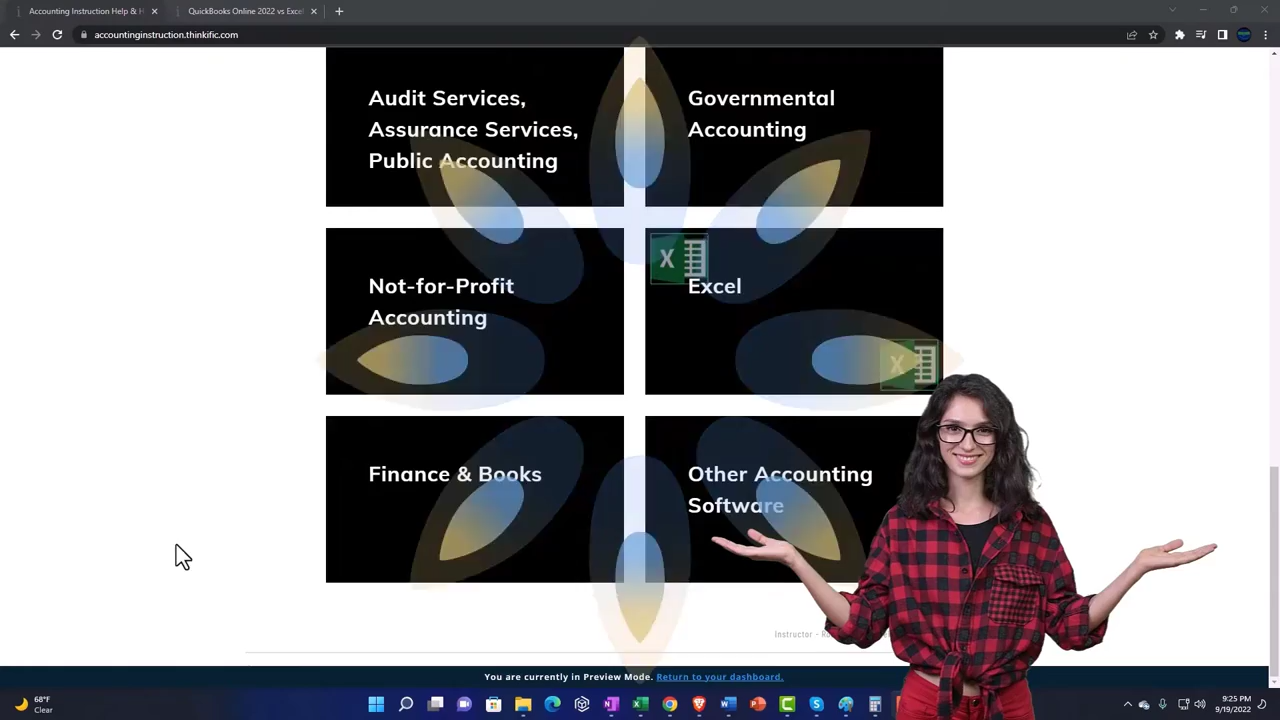 Accounting Instruction Help & H
QuickBooks Online 2022 vs Excel
accountinginstruction.thinkific.com
Audit Services,
Assurance Services,
Public Accounting
Governmental
Accounting
Not-for-Profit
Accounting
Excel
Finance & Books
Other Accounting
Software
Instructor -
You are currently in Preview Mode. Return to your dashboard.
68°F
Clear
9:25 PM
9/19/2022